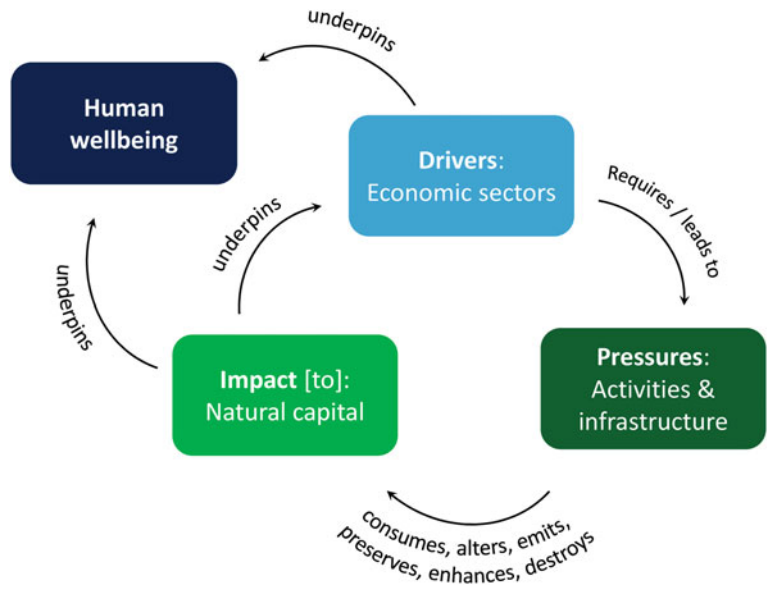 underpins
Human
wellbeing
Drivers:
Economic sectors
Requires / leads to
underpins
underpins
Impact [to]:
Natural capital
Pressures:
Activities &
infrastructure
consumes, alters, emits,
preserves, enhances, destroys